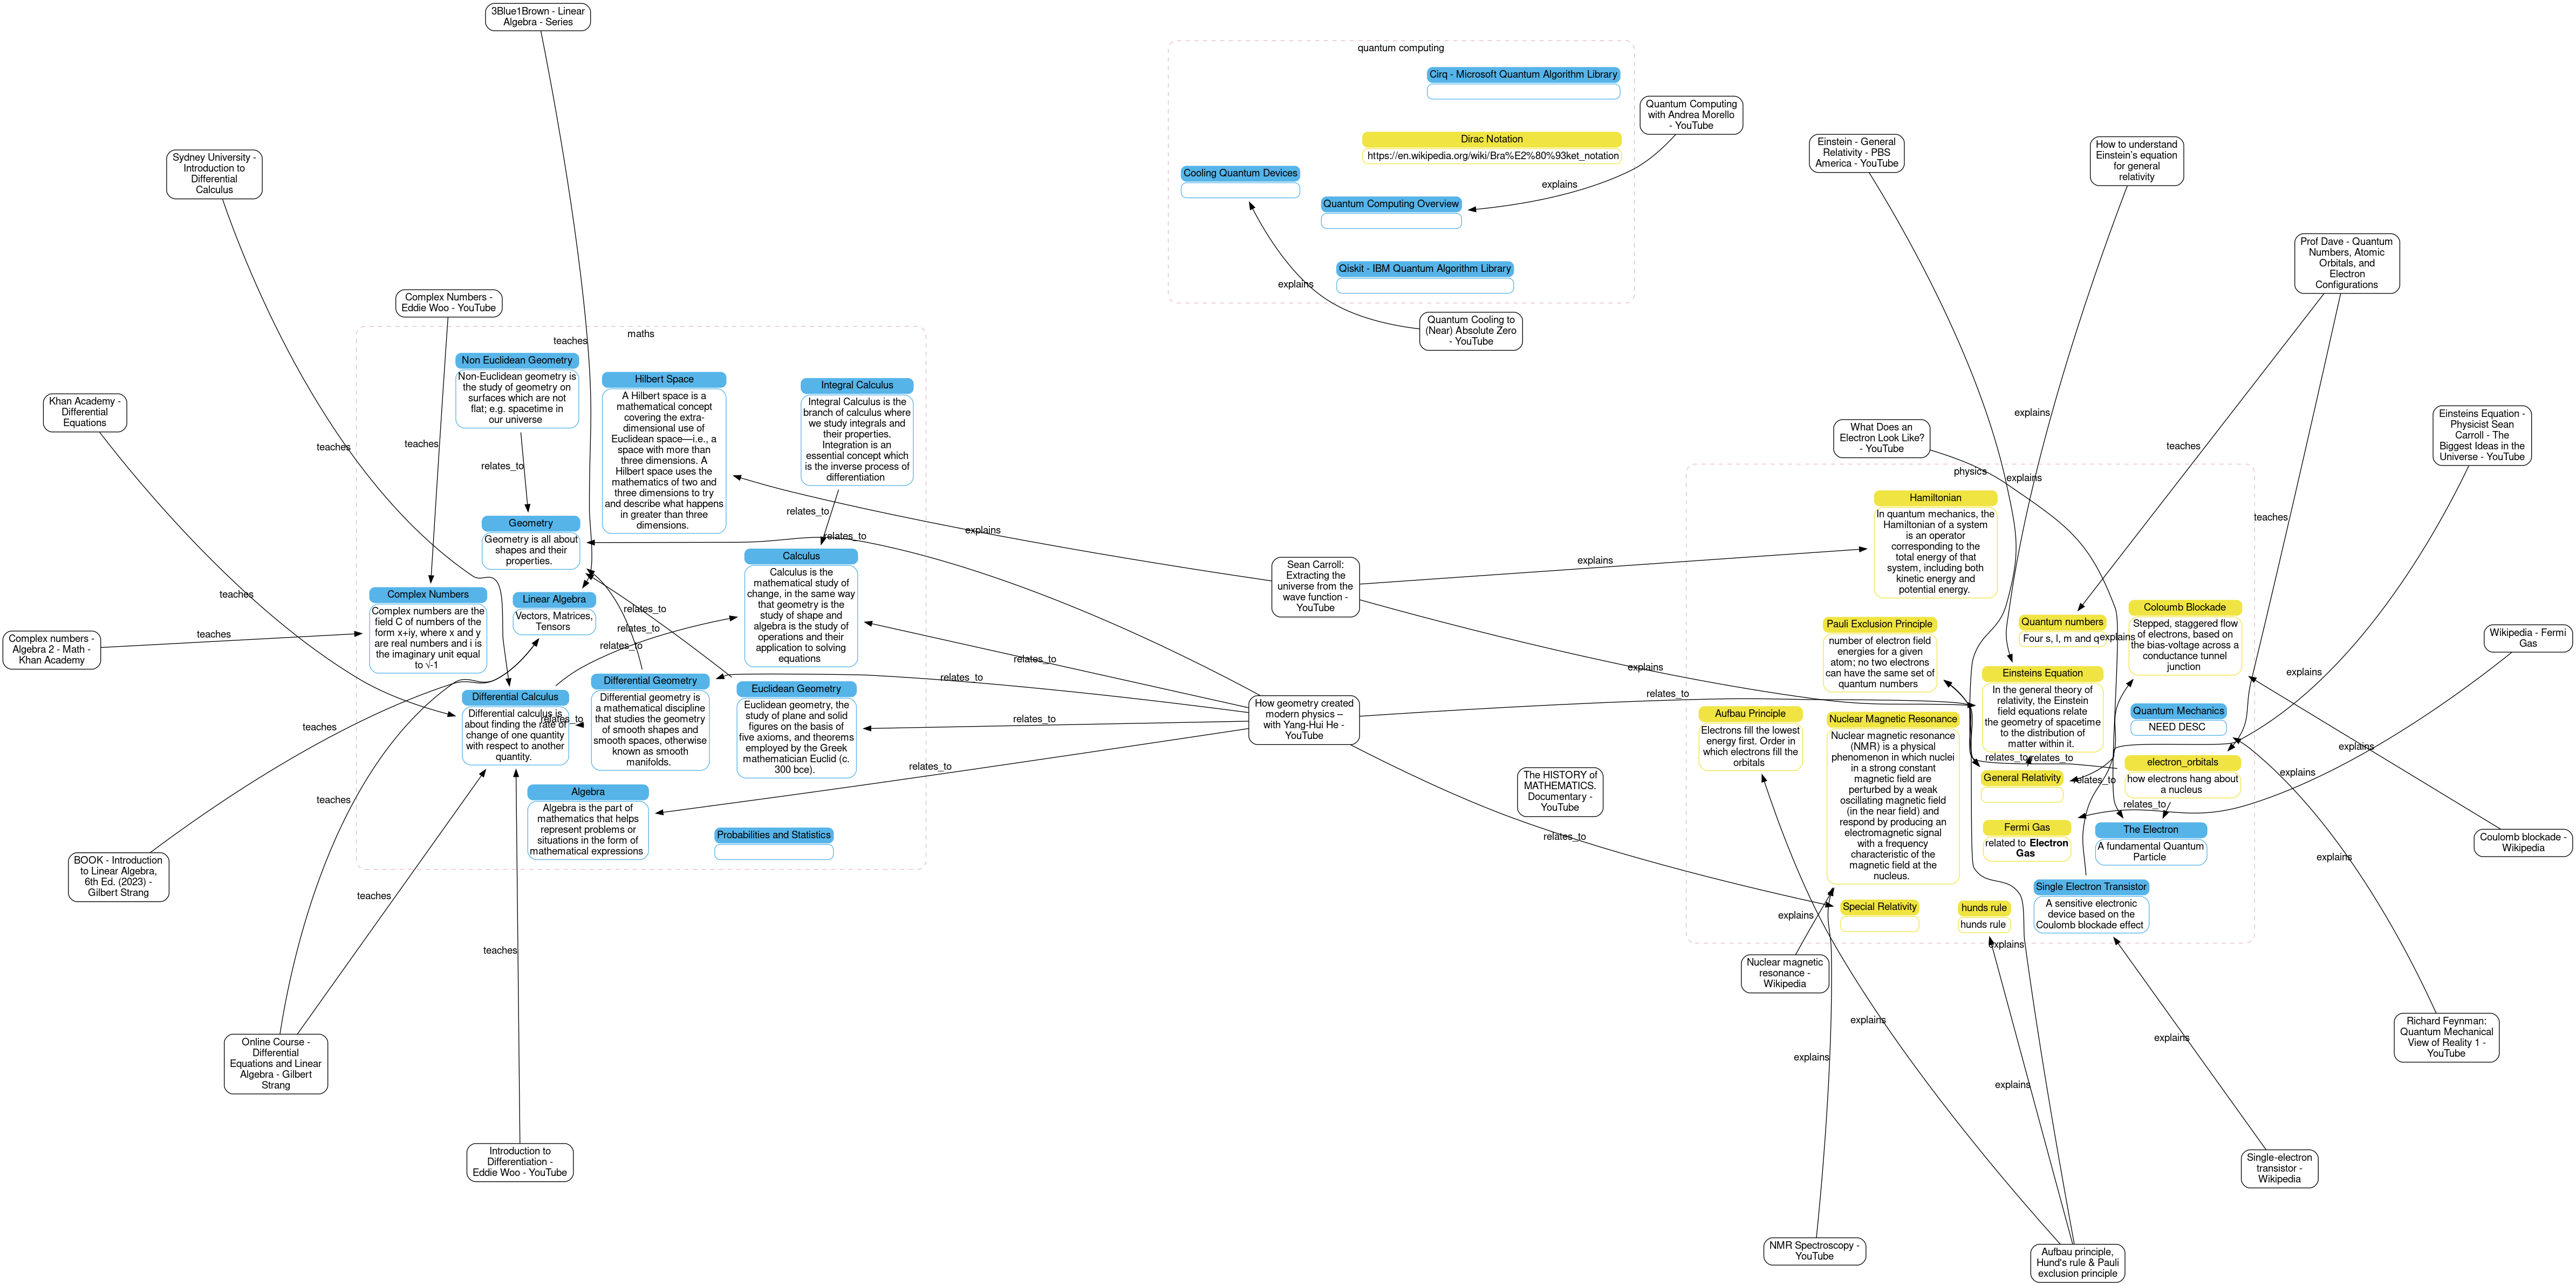 3Blue1Brown - Linear
Algebra - Series
quantum computing
Cirq - Microsoft Quantum Algorithm Library
Dirac Notation
https://en.wikipedia.org/wiki/Bra%E2%80%93ket_notation
Cooling Quantum Devices
Quantum Computing Overview
Qiskit - IBM Quantum Algorithm Library
Quantum Computing
with Andrea Morello
- YouTube
explains
explains
Quantum Cooling to
(Near) Absolute Zero
- YouTube
Einstein - General
Relativity - PBS
America - YouTube
How to understand
Einstein's equation
for general
relativity
Prof Dave - Quantum
Numbers, Atomic
Orbitals, and
Electron
Configurations
Sydney University -
Introduction to
Differential
Calculus
Complex Numbers -
Eddie Woo - YouTube
Khan Academy -
Differential
Equations
Complex numbers -
Algebra 2 - Math -
Khan Academy
teaches
teaches
teaches
teaches
teaches
maths
Non Euclidean Geometry
Non-Euclidean geometry is
the study of geometry on
surfaces which are not
flat; e.g. spacetime in
our universe
relates_to
Hilbert Space
A Hilbert space is a
mathematical concept
covering the extra-
dimensional use of
Euclidean space—i.e., a
space with more than
three dimensions. A
Hilbert space uses the
mathematics of two and
three dimensions to try
and describe what happens
in greater than three
dimensions.
Integral Calculus
Integral Calculus is the
branch of calculus where
we study integrals and
their properties.
Integration is an
essential concept which
is the inverse process of
differentiation
relates_to
relates_to
Geometry
Geometry is all about
shapes and their
properties.
Calculus
Calculus is the
mathematical study of
change, in the same way
that geometry is the
study of shape and
algebra is the study of
operations and their
application to solving
equations
Complex Numbers
Complex numbers are the
field C of numbers of the
form x+iy, where x and y
are real numbers and i is
the imaginary unit equal
to √-1
Linear Algebra
Vectors, Matrices,
Tensors
relates_to
relates_to
relates_to
Differential Calculus
Differential calculus is
about finding the rate of
change of one quantity
with respect to another
quantity.
relates_to
Differential Geometry
Differential geometry is
a mathematical discipline
that studies the geometry
of smooth shapes and
smooth spaces, otherwise
known as smooth
manifolds.
Euclidean Geometry
Euclidean geometry, the
study of plane and solid
figures on the basis of
five axioms, and theorems
employed by the Greek
mathematician Euclid (c.
300 bce).
Algebra
Algebra is the part of
mathematics that helps
represent problems or
situations in the form of
mathematical expressions
Probabilities and Statistics
teaches
teaches
teaches
teaches
BOOK - Introduction
to Linear Algebra,
6th Ed. (2023) -
Gilbert Strang
Online Course -
Differential
Equations and Linear
Algebra - Gilbert
Strang
Introduction to
Differentiation -
Eddie Woo - YouTube
explains
Sean Carroll:
Extracting the
universe from the
wave function -
YouTube
explains
explains
relates_to
relates_to
relates_to
relates_to
relates_to
relates_to
How geometry created
modern physics –
with Yang-Hui He -
YouTube
The HISTORY of
MATHEMATICS.
Documentary -
YouTube
What Does an
Electron Look Like?
- YouTube
explains
explains
teaches
teaches
Einsteins Equation -
Physicist Sean
Carroll - The
Biggest Ideas in the
Universe - YouTube
Wikipedia - Fermi
Gas
physics
Hamiltonian
In quantum mechanics, the
Hamiltonian of a system
is an operator
corresponding to the
total energy of that
system, including both
kinetic energy and
potential energy.
Pauli Exclusion Principle
number of electron field
energies for a given
atom; no two electrons
can have the same set of
quantum numbers
Quantum numbers
Four s, l, m and q
explains
Coloumb Blockade
Stepped, staggered flow
of electrons, based on
the bias-voltage across a
conductance tunnel
junction
Einsteins Equation
In the general theory of
relativity, the Einstein
field equations relate
the geometry of spacetime
to the distribution of
matter within it.
Aufbau Principle
Electrons fill the lowest
energy first. Order in
which electrons fill the
orbitals
Nuclear Magnetic Resonance
Nuclear magnetic resonance
(NMR) is a physical
phenomenon in which nuclei
in a strong constant
magnetic field are
perturbed by a weak
oscillating magnetic field
(in the near field) and
respond by producing an
electromagnetic signal
with a frequency
characteristic of the
magnetic field at the
nucleus.
Quantum Mechanics
NEED DESC
relates_to
relates_to
General Relativity
relates_to
electron_orbitals
how electrons hang about
a nucleus
relates_to
Fermi Gas
related to Electron
Gas
The Electron
A fundamental Quantum
Particle
Single Electron Transistor
A sensitive electronic
device based on the
Coulomb blockade effect
Special Relativity
hunds rule
hunds rule
explains
explains
explains
explains
explains
explains
explains
explains
explains
explains
explains
Coulomb blockade -
Wikipedia
Nuclear magnetic
resonance -
Wikipedia
Richard Feynman:
Quantum Mechanical
View of Reality 1 -
YouTube
Single-electron
transistor -
Wikipedia
NMR Spectroscopy -
YouTube
Aufbau principle,
Hund's rule & Pauli
exclusion principle